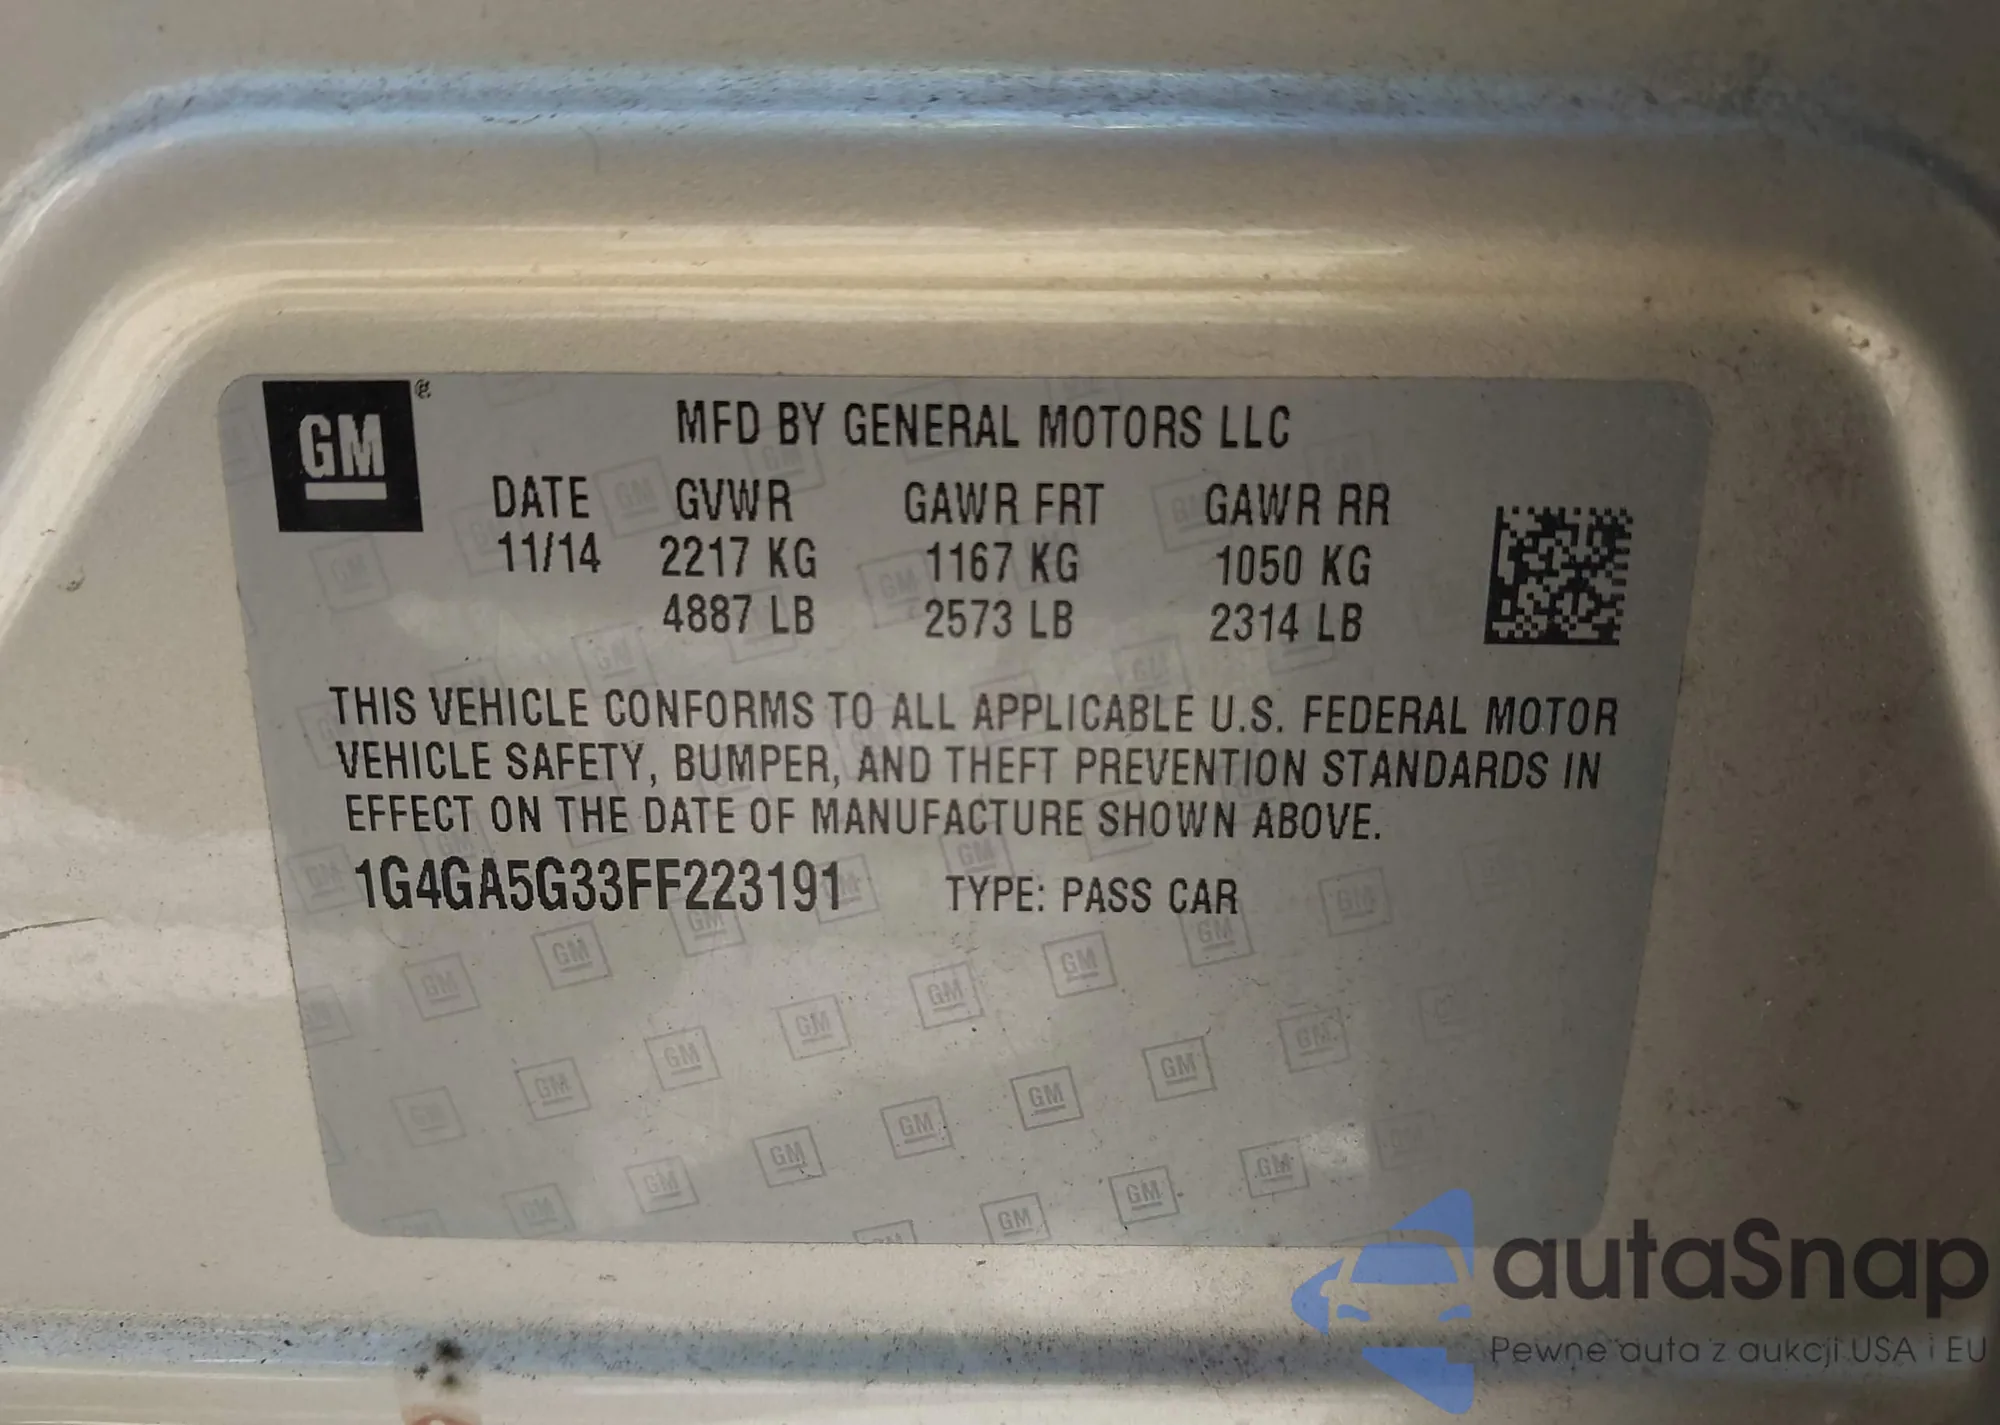 GM ®
MFD BY GENERAL MOTORS LLC
DATE GVWR GAWR FRT GAWR RR
11/14 2217 KG 1167 KG 1050 KG
4887 LB 2573 LB 2314 LB
THIS VEHICLE CONFORMS TO ALL APPLICABLE U.S. FEDERAL MOTOR
VEHICLE SAFETY, BUMPER, AND THEFT PREVENTION STANDARDS IN
EFFECT ON THE DATE OF MANUFACTURE SHOWN ABOVE.
1G4GA5G33FF223191 TYPE: PASS CAR
autaSnap
Pewne auta z aukcji USA i EU